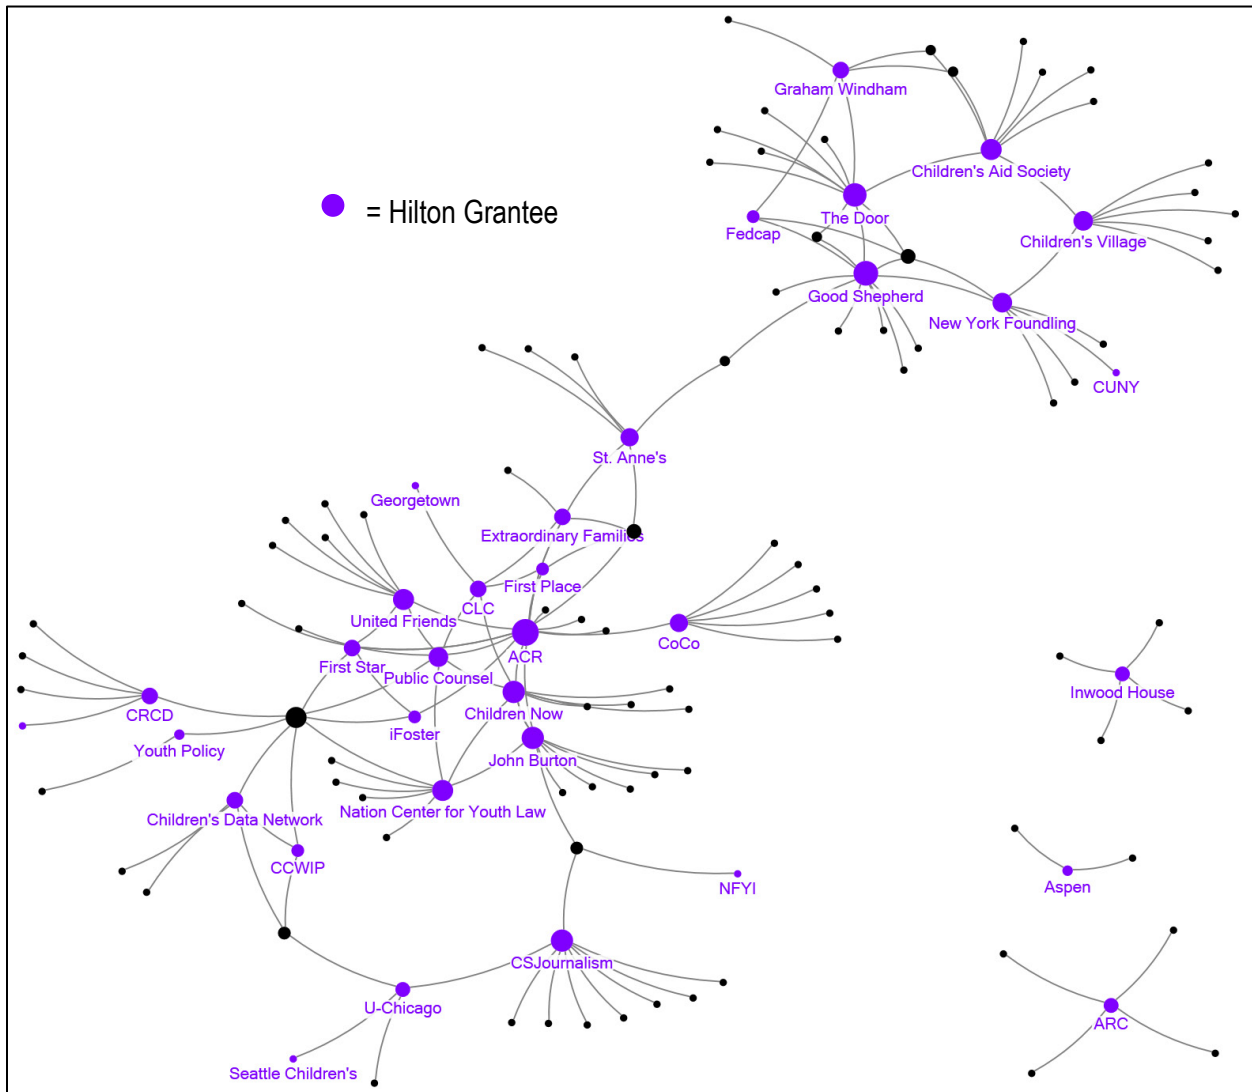 Graham Windham
Children's Aid Society
= Hilton Grantee
The Door
Fedcap
Children's Village
Good Shepherd
New York Foundling
CUNY
St. Anne's
Georgetown
Extraordinary Families
First Place
CLC
United Friends
CoCo
ACR
First Star
Public Counsel
Inwood House
CRCD
Children Now
iFoster
Youth Policy
John Burton
Nation Center for Youth Law
Children's Data Network
CCWIP
NFYI
Aspen
CSJournalism
U-Chicago
ARC
Seattle Children's